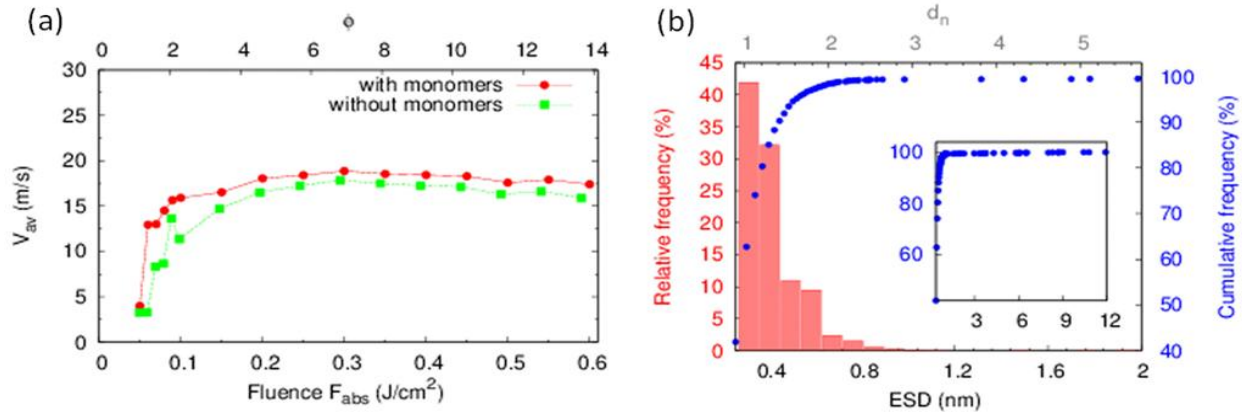 (a)
ϕ
0 2 4 6 8 10 12 14
30
25
20
15
10
5
0
V_av (m/s)
with monomers
without monomers
0 0.1 0.2 0.3 0.4 0.5 0.6
Fluence F_abs (J/cm²)
(b)
d_n
1 2 3 4 5
45
40
35
30
25
20
15
10
5
0
Relative frequency (%)
100
90
80
70
60
50
40
Cumulative frequency (%)
100
80
60
3 6 9 12
0.4 0.8 1.2 1.6 2
ESD (nm)